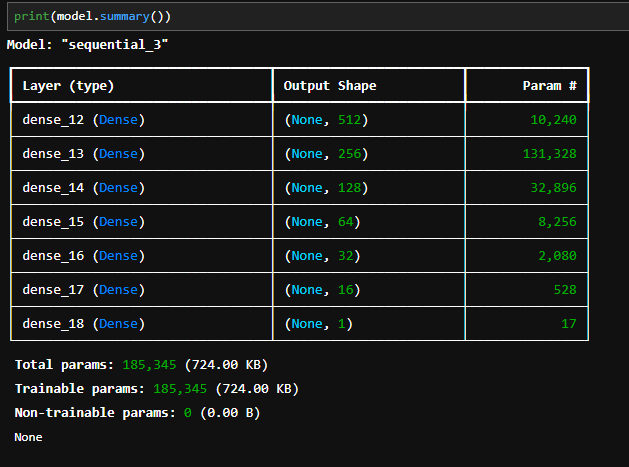 print(model.summary())
Model: "sequential_3"
Layer (type) Output Shape Param #
dense_12 (Dense) (None, 512) 10,240
dense_13 (Dense) (None, 256) 131,328
dense_14 (Dense) (None, 128) 32,896
dense_15 (Dense) (None, 64) 8,256
dense_16 (Dense) (None, 32) 2,080
dense_17 (Dense) (None, 16) 528
dense_18 (Dense) (None, 1) 17
Total params: 185,345 (724.00 KB)
Trainable params: 185,345 (724.00 KB)
Non-trainable params: 0 (0.00 B)
None